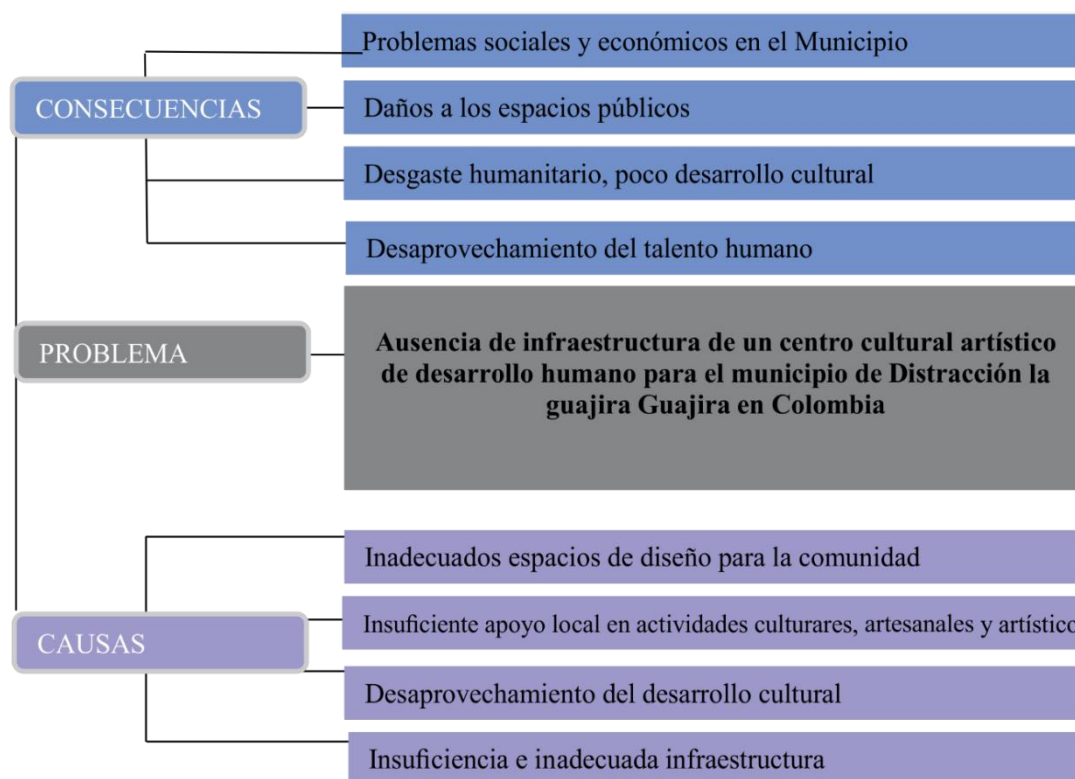 Problemas sociales y económicos en el Municipio
CONSECUENCIAS
Daños a los espacios públicos
Desgaste humanitario, poco desarrollo cultural
Desaprovechamiento del talento humano
PROBLEMA
Ausencia de infraestructura de un centro cultural artístico
de desarrollo humano para el municipio de Distracción la
guajira Guajira en Colombia
Inadecuados espacios de diseño para la comunidad
Insuficiente apoyo local en actividades culturares, artesanales y artístico
CAUSAS
Desaprovechamiento del desarrollo cultural
Insuficiencia e inadecuada infraestructura